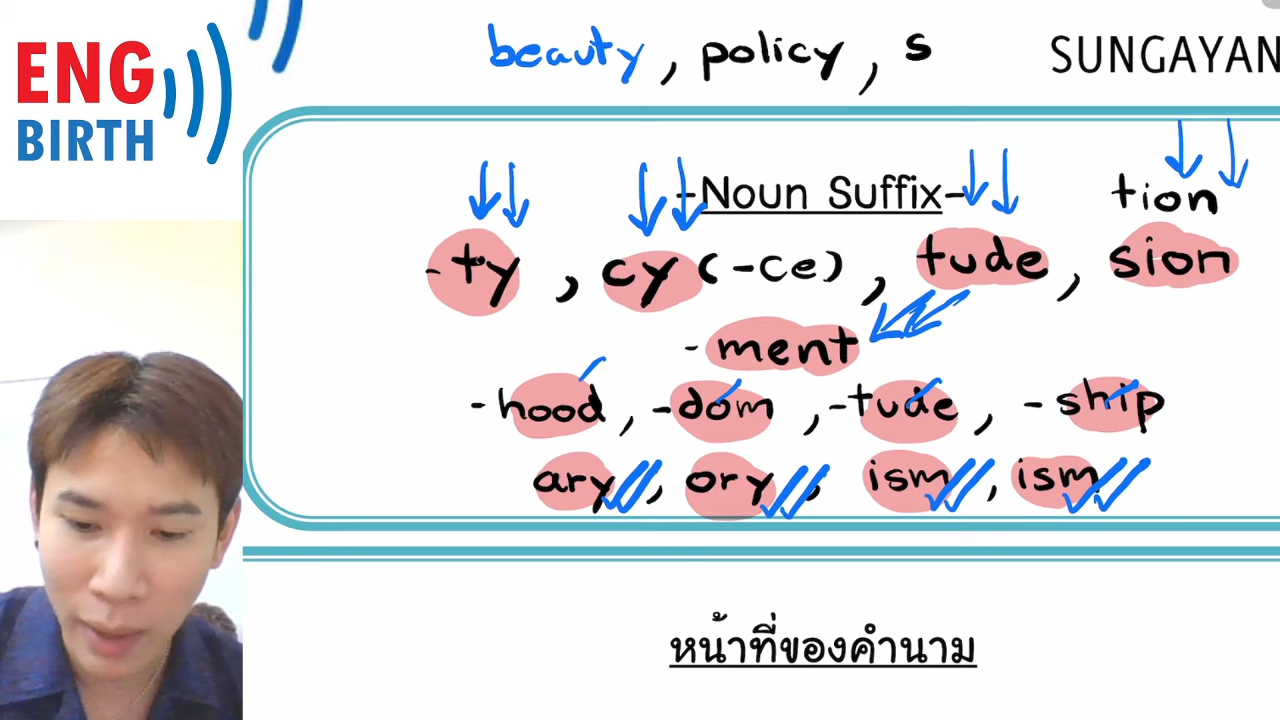 ENG
BIRTH
beauty, policy, s
SUNGAYAN
-Noun Suffix-
tion
-ty, cy (-ce), tude, sion
-ment
-hood, -dom, -tude, -ship
ary, ory, ism, ism
หน้าที่ของคำนาม